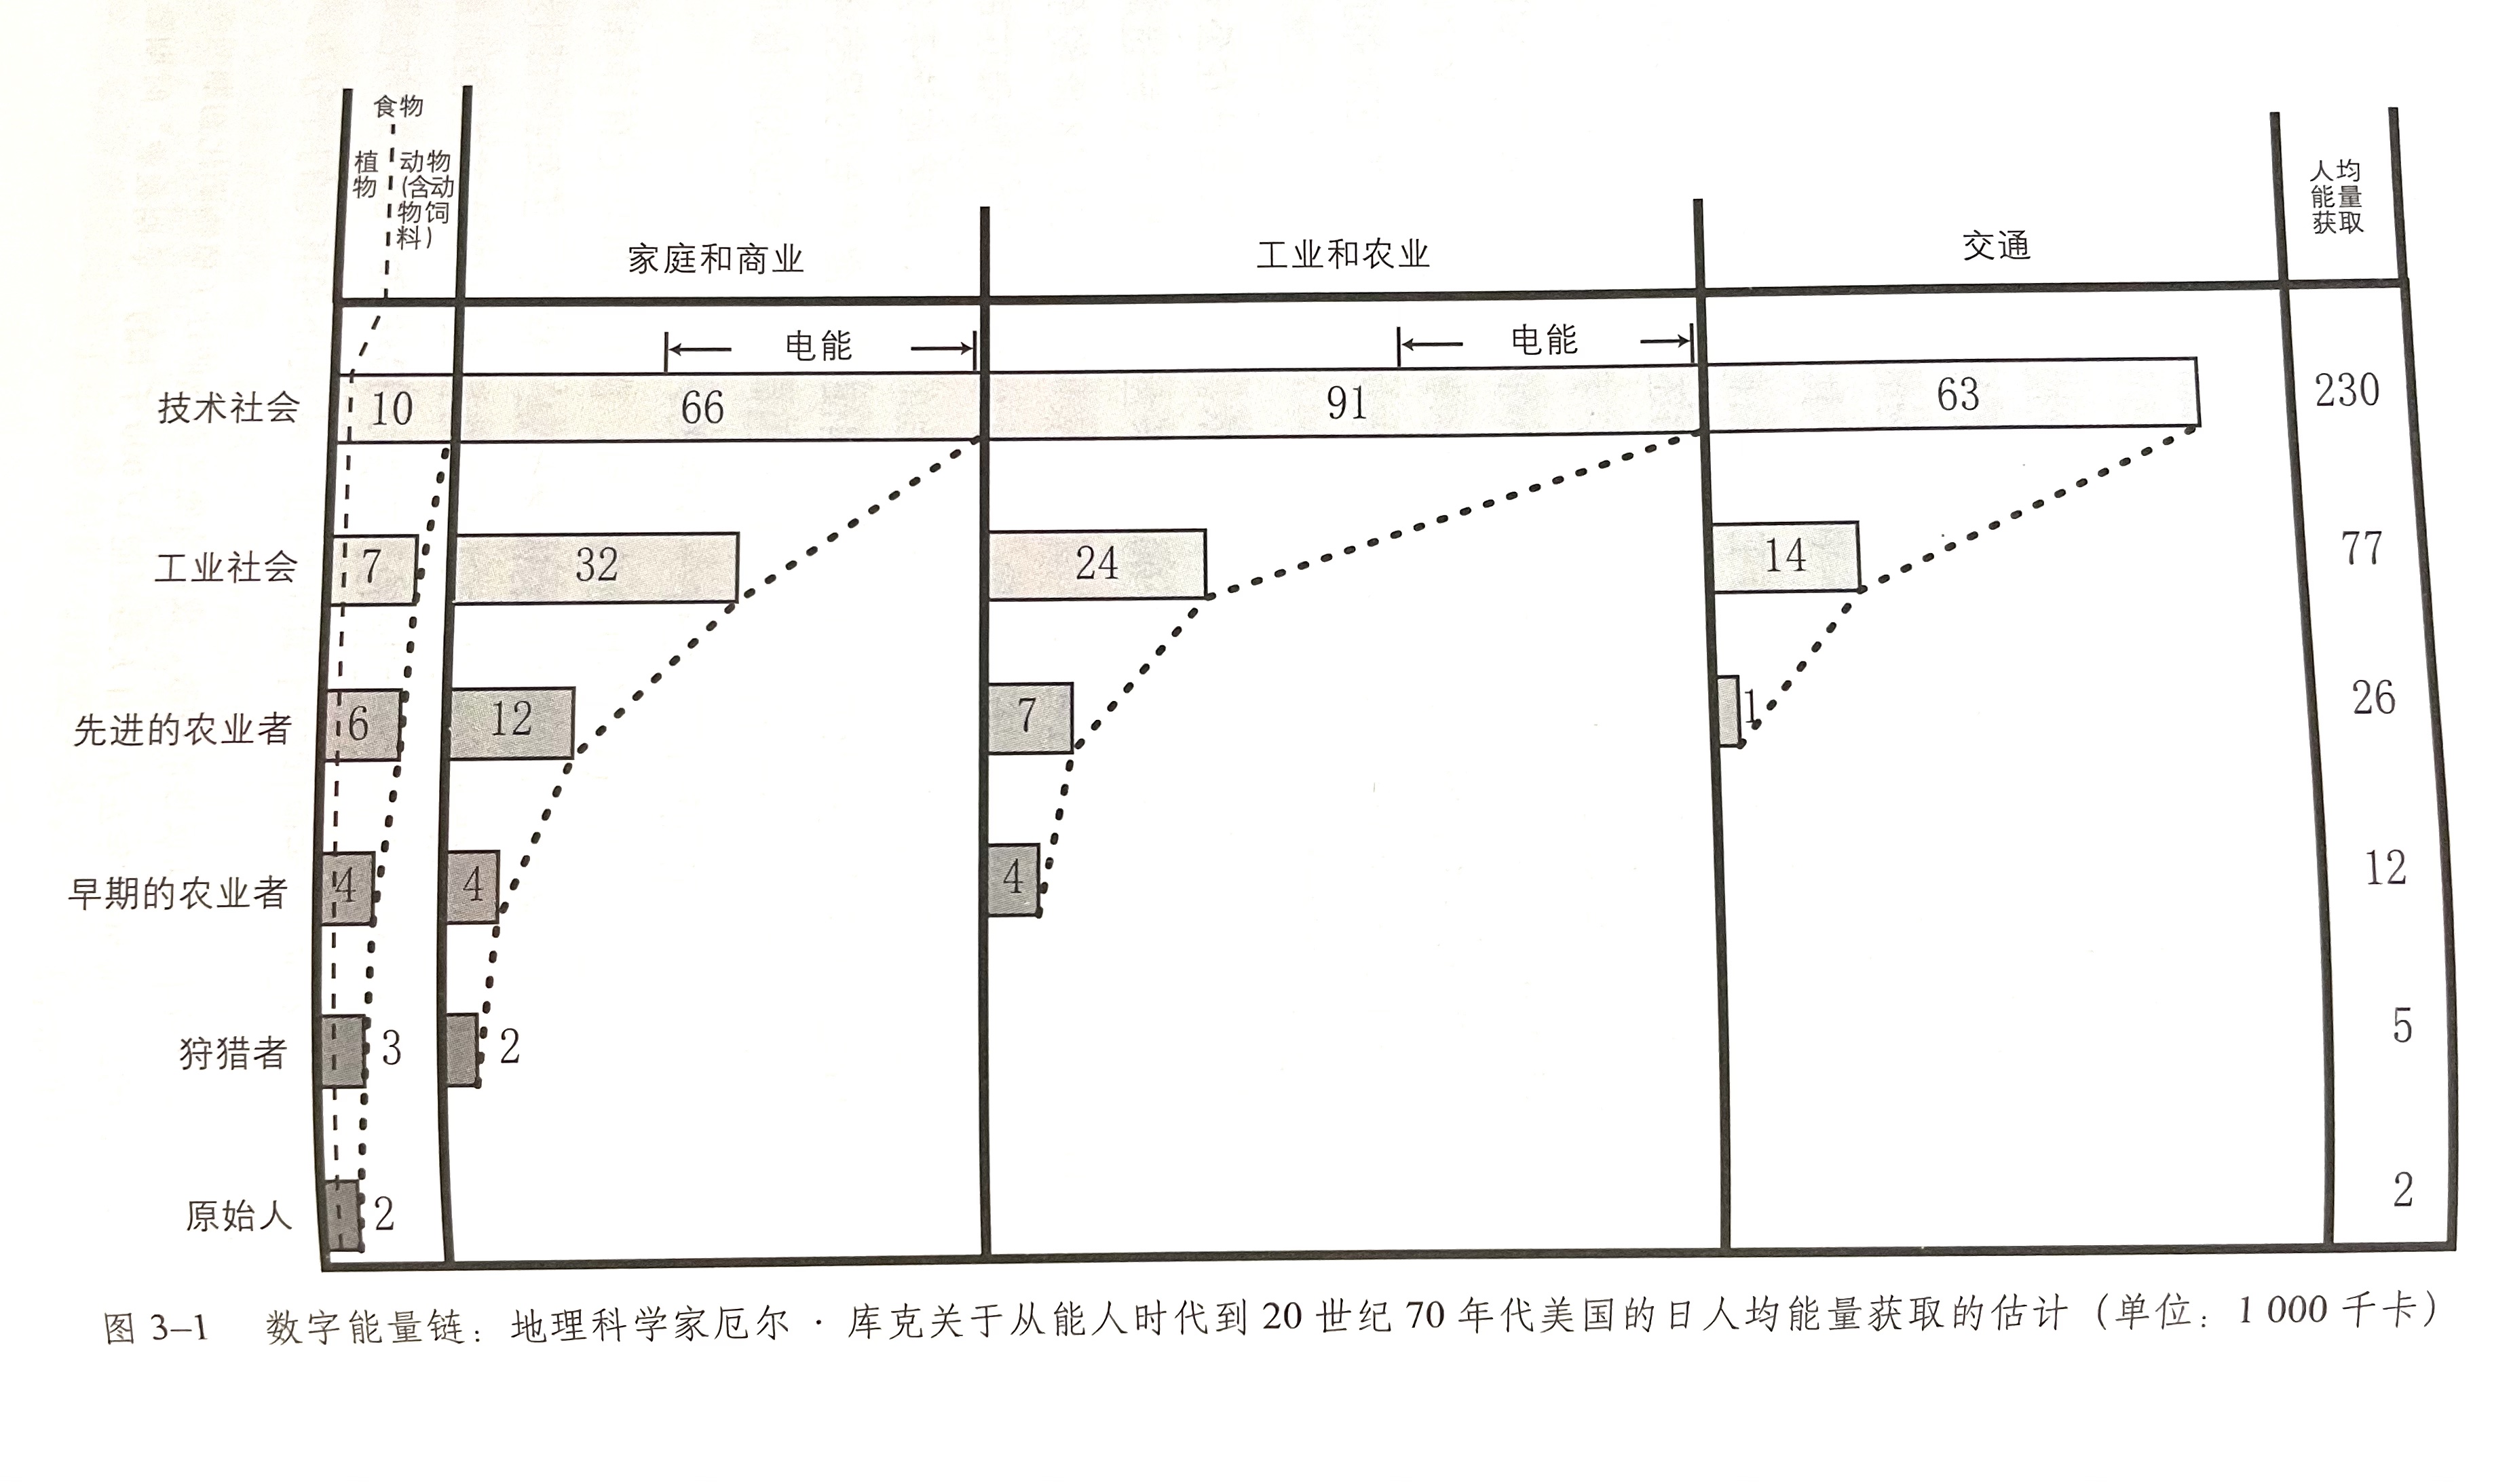 食物
植物
动物(含动物饲料)
家庭和商业
工业和农业
交通
人均能量获取
电能
电能
技术社会 10 66 91 63 230
工业社会 7 32 24 14 77
先进的农业者 6 12 7 1 26
早期的农业者 4 4 4 12
狩猎者 3 2 5
原始人 2 2
图 3–1 数字能量链：地理科学家厄尔·库克关于从能人时代到 20 世纪 70 年代美国的日人均能量获取的估计（单位：1 000 千卡）